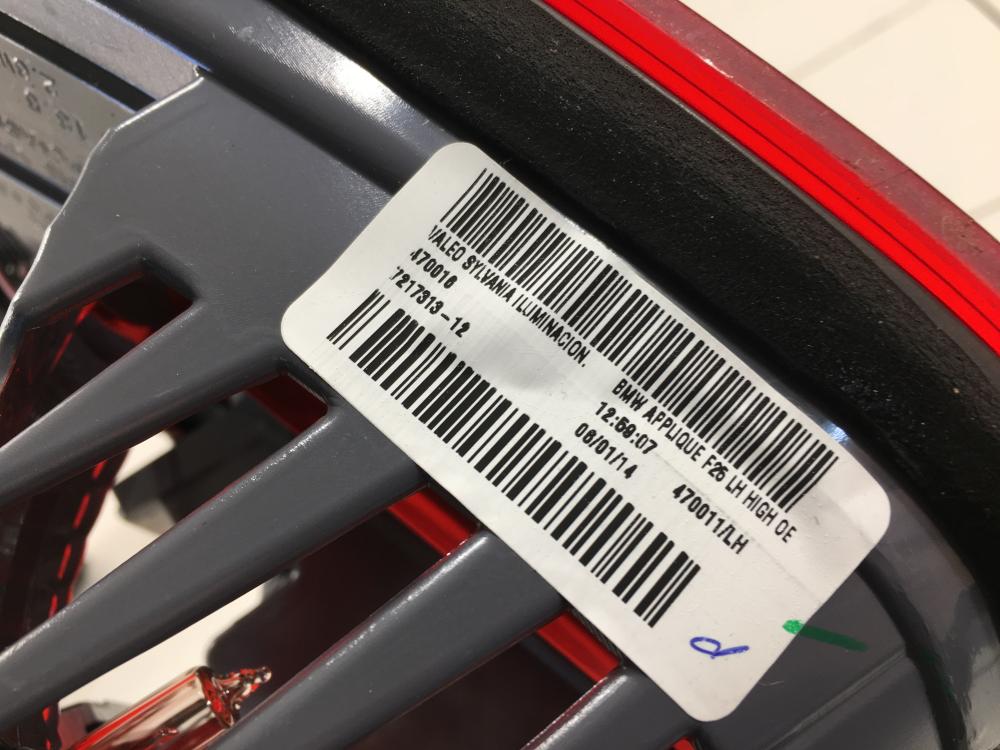 VALEO SYLVANIA ILUMINACION.
BMW APPLIQUE F25 LH HIGH OE
470016
12:59:07
470011/LH
7217313-12
08/01/14